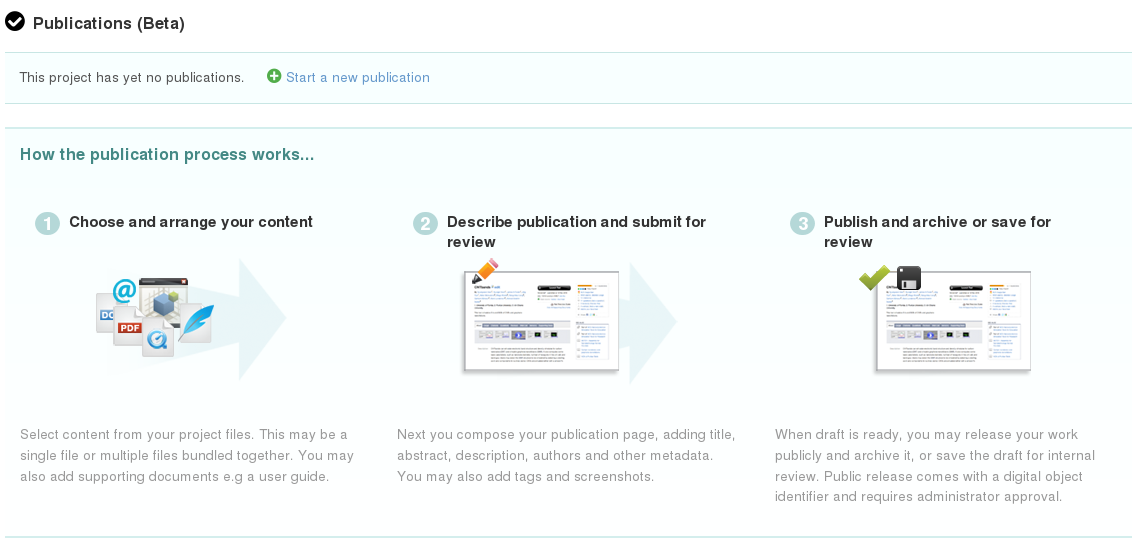 Publications (Beta)
This project has yet no publications. Start a new publication
How the publication process works...
1 Choose and arrange your content
2 Describe publication and submit for
review
3 Publish and archive or save for
review
@
DO
PDF
Select content from your project files. This may be a
single file or multiple files bundled together. You may
also add supporting documents e.g a user guide.
Next you compose your publication page, adding title,
abstract, description, authors and other metadata.
You may also add tags and screenshots.
When draft is ready, you may release your work
publicly and archive it, or save the draft for internal
review. Public release comes with a digital object
identifier and requires administrator approval.